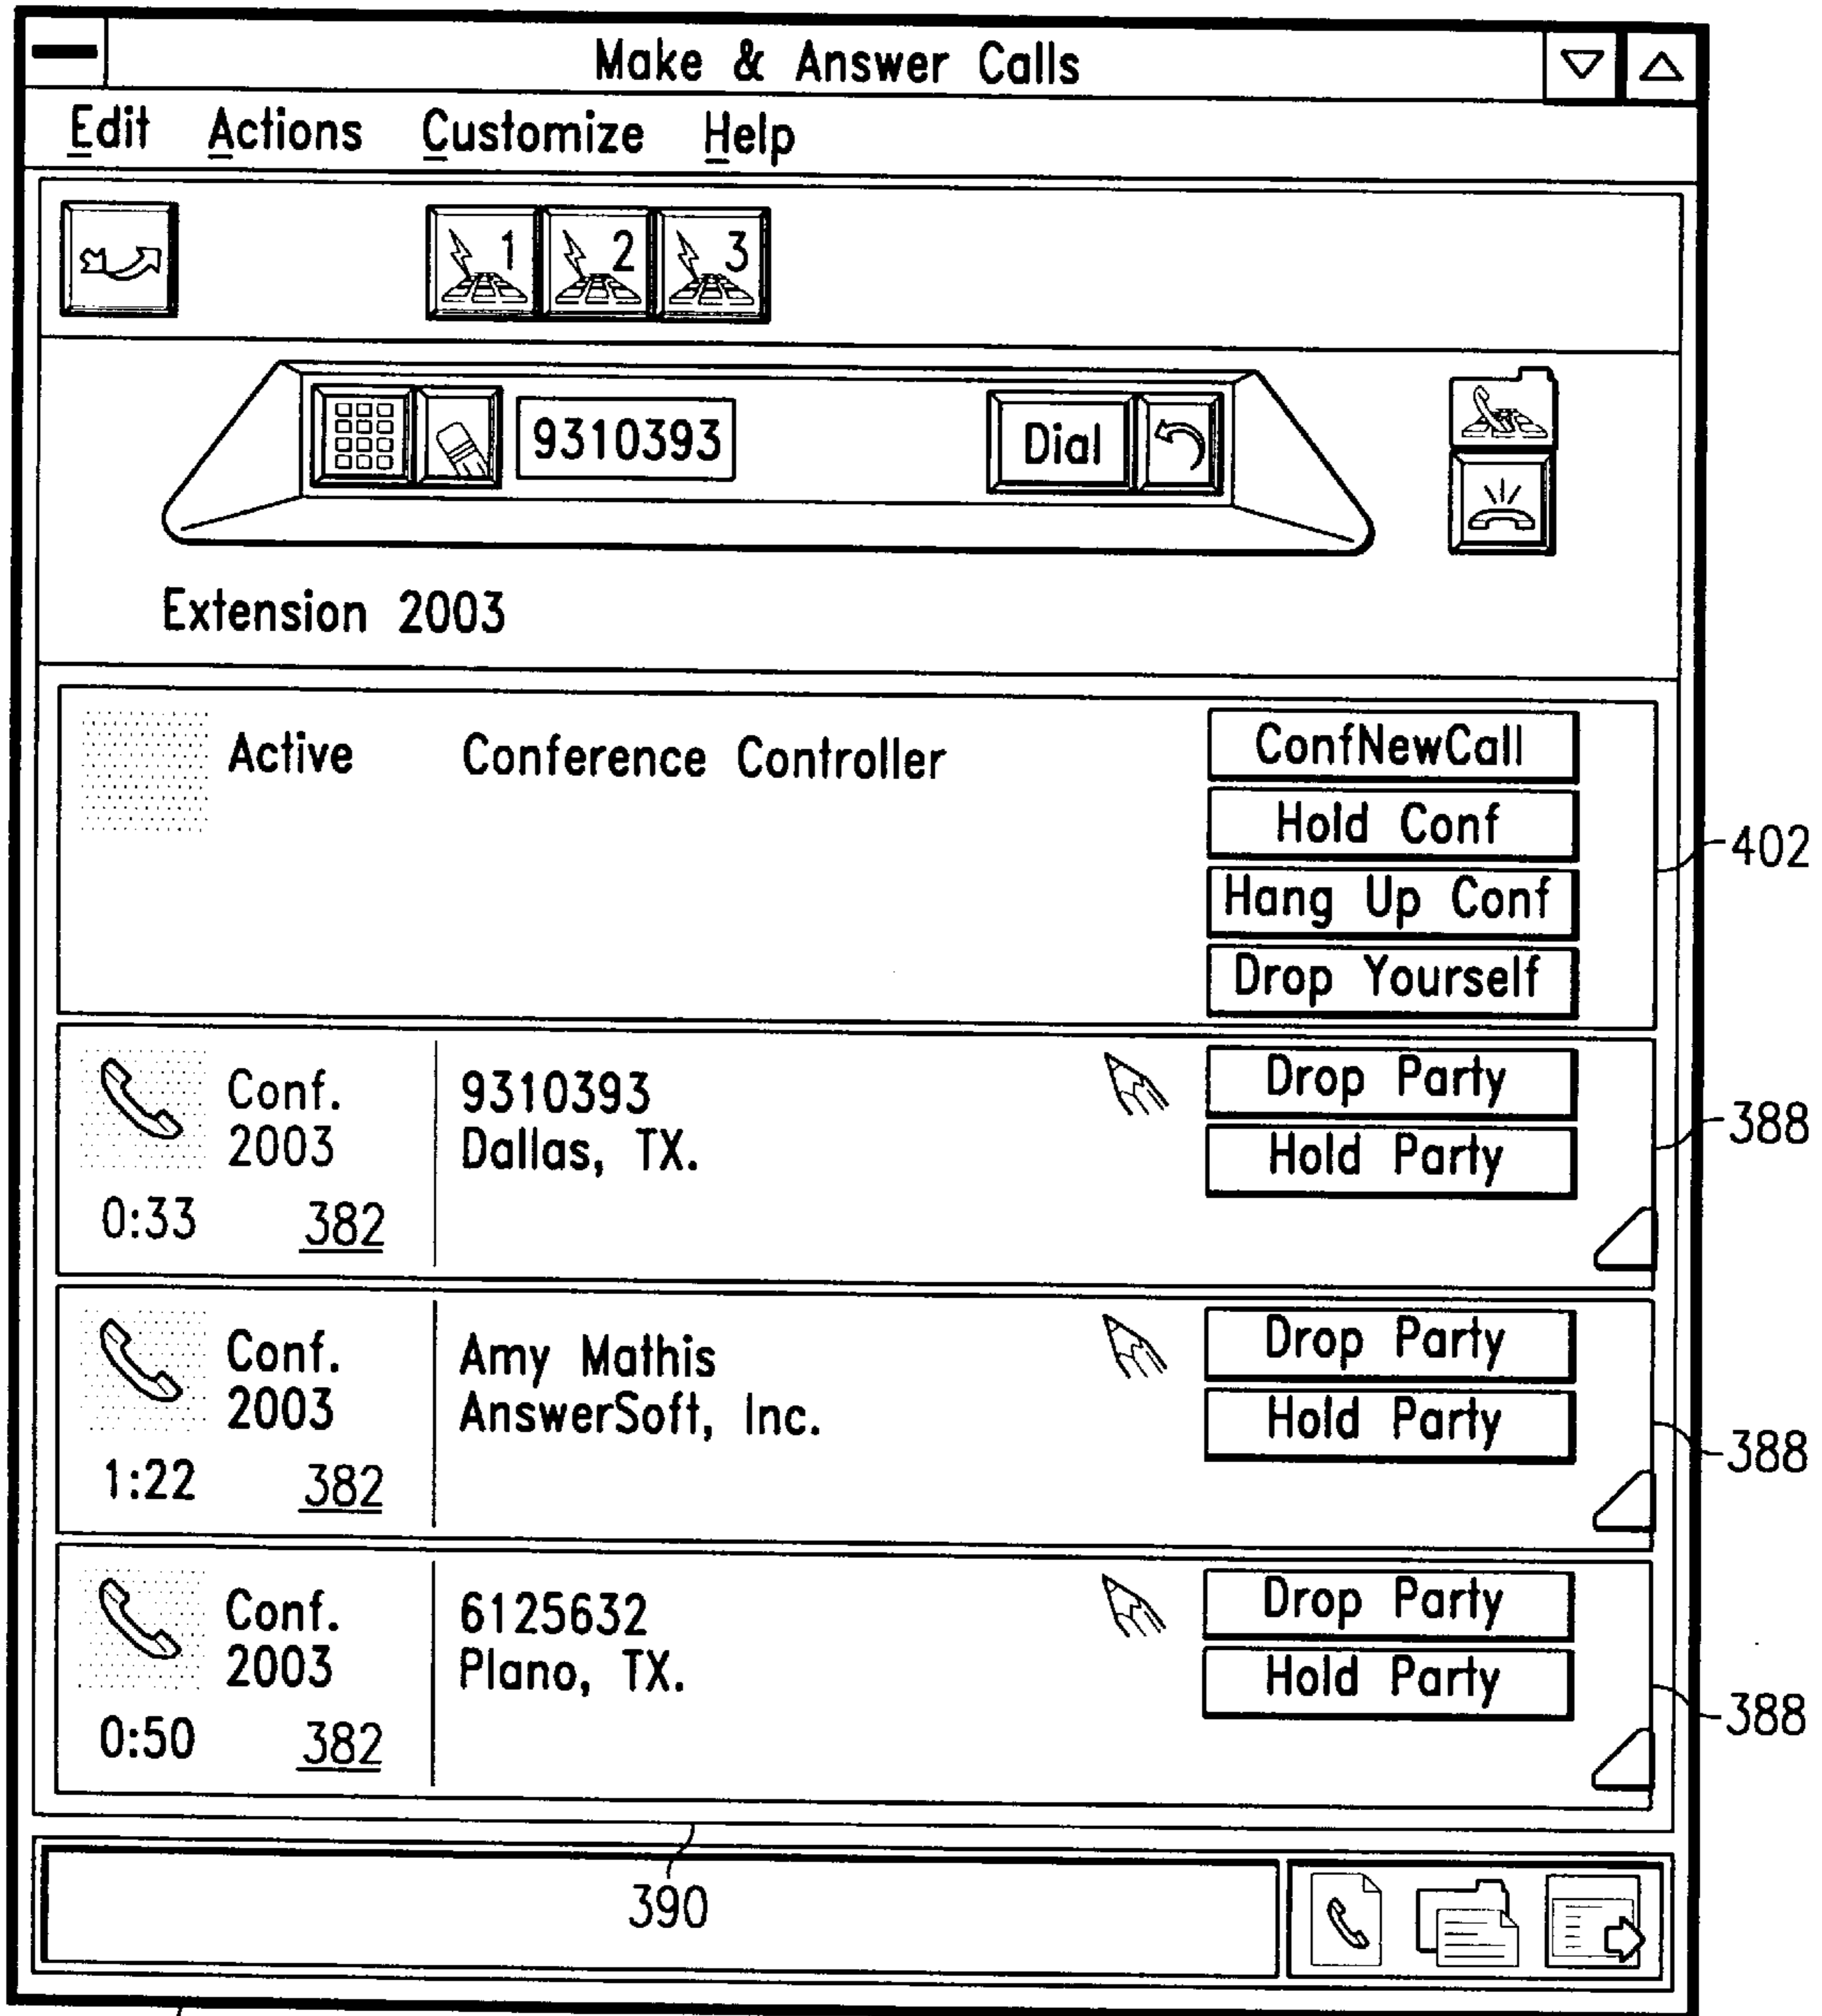 Make & Answer Calls
Edit Actions Customize Help
1 2 3
9310393 Dial
Extension 2003
Active Conference Controller
ConfNewCall
Hold Conf
402
Hang Up Conf
Drop Yourself
Conf.
2003
9310393
Dallas, TX.
Drop Party
Hold Party
388
0:33 382
Conf.
2003
Amy Mathis
AnswerSoft, Inc.
Drop Party
Hold Party
388
1:22 382
Conf.
2003
6125632
Plano, TX.
Drop Party
Hold Party
388
0:50 382
390